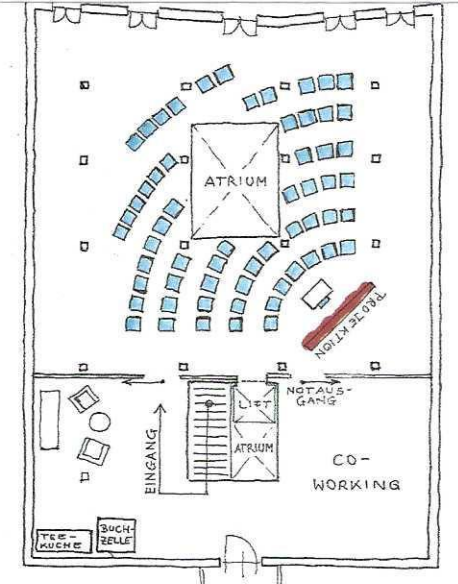 ATRIUM
PROJEKTION
NOTAUS-
GANG
LIFT
ATRIUM
EINGANG
CO-
WORKING
TEE-
KÜCHE
BUCH-
ZELLE